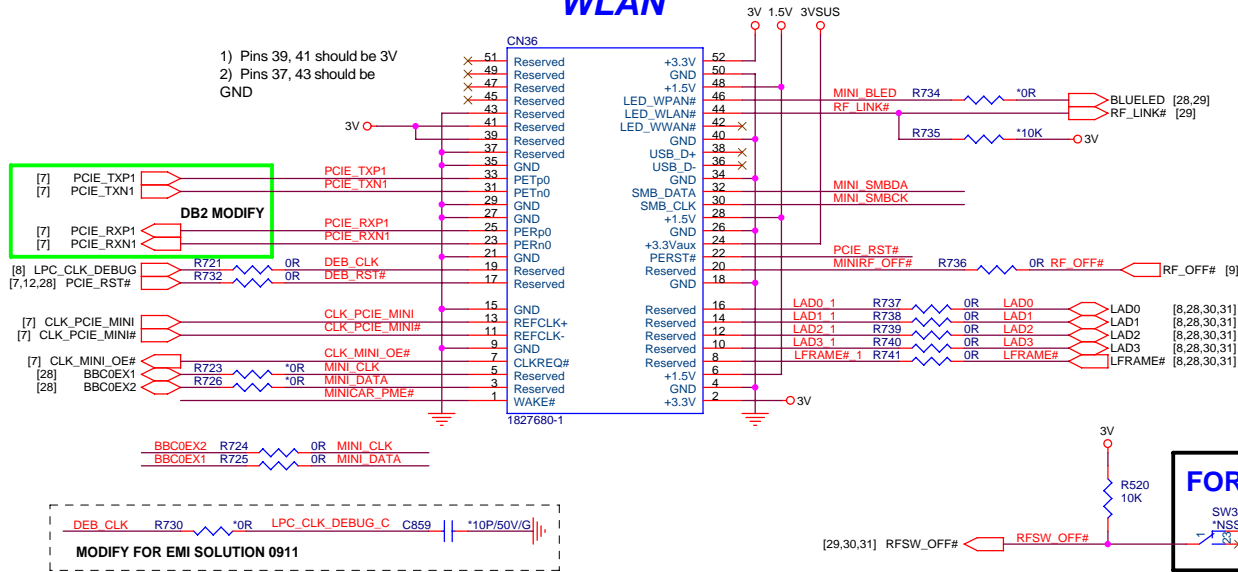 WLAN
3V 1.5V 3VSUS
1) Pins 39, 41 should be 3V
2) Pins 37, 43 should be
GND
CN36
51 Reserved +3.3V 52
49 Reserved GND 50
47 Reserved +1.5V 48
45 Reserved LED_WPAN# 46 MINI_BLED R734 *0R BLUELED [28,29]
43 Reserved LED_WLAN# 44 RF_LINK# RF_LINK# [29]
3V 41 Reserved LED_WWAN# 42
39 Reserved GND 40 R735 *10K 3V
37 Reserved USB_D+ 38
35 GND USB_D- 36
[7] PCIE_TXP1 PCIE_TXP1 33 PETp0 GND 34
[7] PCIE_TXN1 PCIE_TXN1 31 PETn0 SMB_DATA 32 MINI_SMBDA
DB2 MODIFY 29 GND SMB_CLK 30 MINI_SMBCK
27 GND +1.5V 28
[7] PCIE_RXP1 PCIE_RXP1 25 PERp0 GND 26
[7] PCIE_RXN1 PCIE_RXN1 23 PERn0 +3.3Vaux 24
21 GND PERST# 22 PCIE_RST#
[8] LPC_CLK_DEBUG R721 0R DEB_CLK 19 Reserved Reserved 20 MINIRF_OFF# R736 0R RF_OFF# RF_OFF# [9]
[7,12,28] PCIE_RST# R732 0R DEB_RST# 17 Reserved GND 18
15 GND Reserved 16 LAD0_1 R737 0R LAD0 LAD0 [8,28,30,31]
[7] CLK_PCIE_MINI CLK_PCIE_MINI 13 REFCLK+ Reserved 14 LAD1_1 R738 0R LAD1 LAD1 [8,28,30,31]
[7] CLK_PCIE_MINI# CLK_PCIE_MINI# 11 REFCLK- Reserved 12 LAD2_1 R739 0R LAD2 LAD2 [8,28,30,31]
9 GND Reserved 10 LAD3_1 R740 0R LAD3 LAD3 [8,28,30,31]
[7] CLK_MINI_OE# CLK_MINI_OE# 7 CLKREQ# Reserved 8 LFRAME#_1 R741 0R LFRAME# LFRAME# [8,28,30,31]
[28] BBC0EX1 R723 *0R MINI_CLK 5 Reserved +1.5V 6
[28] BBC0EX2 R726 *0R MINI_DATA 3 Reserved GND 4
MINICAR_PME# 1 WAKE# +3.3V 2 3V
1827680-1
BBC0EX2 R724 0R MINI_CLK
BBC0EX1 R725 0R MINI_DATA
DEB_CLK R730 *0R LPC_CLK_DEBUG_C C859 *10P/50V/G
MODIFY FOR EMI SOLUTION 0911
3V
R520
10K
FOR
SW3
*NSS
1
[29,30,31] RFSW_OFF# RFSW_OFF#